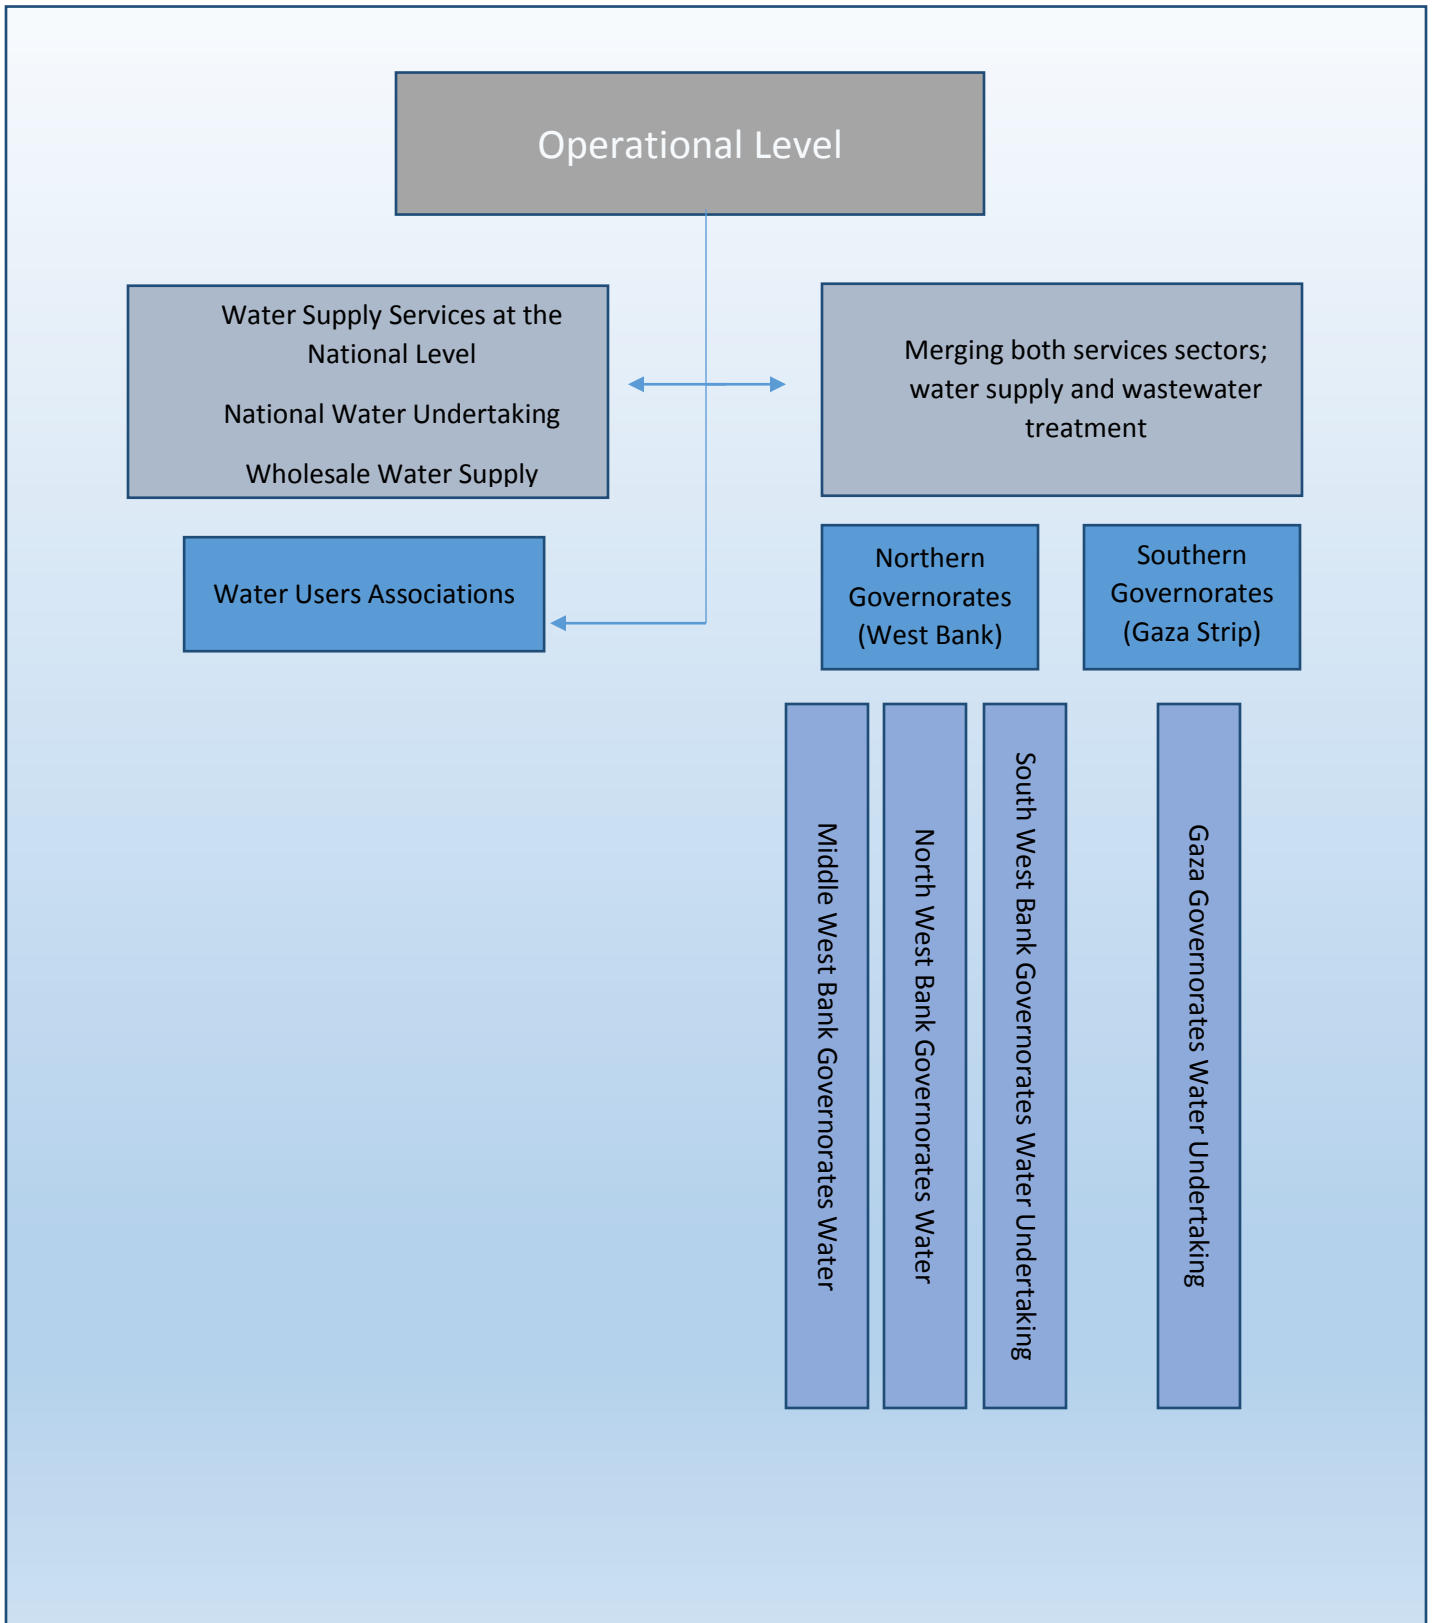 Operational Level
Water Supply Services at the
National Level
National Water Undertaking
Wholesale Water Supply
Merging both services sectors;
water supply and wastewater
treatment
Water Users Associations
Northern
Governorates
(West Bank)
Southern
Governorates
(Gaza Strip)
Middle West Bank Governorates Water
North West Bank Governorates Water
South West Bank Governorates Water Undertaking
Gaza Governorates Water Undertaking